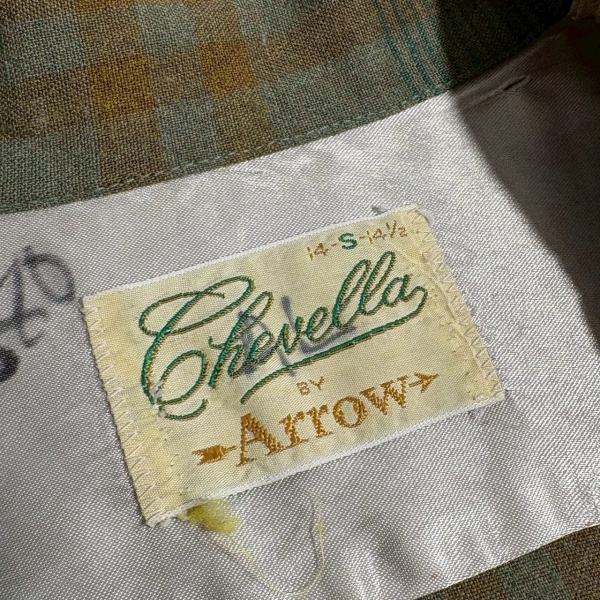 14-S-14½
Chevella
BY
Arrow